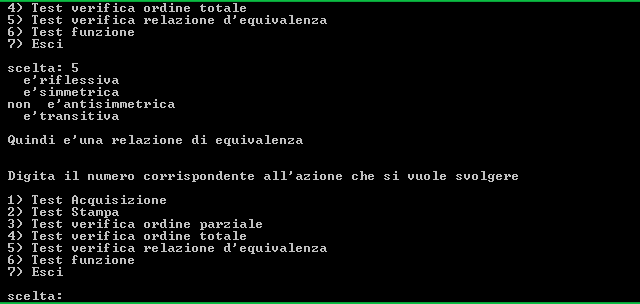 4) Test verifica ordine totale
5) Test verifica relazione d'equivalenza
6) Test funzione
7) Esci
scelta: 5
e'riflessiva
e'simmetrica
non e'antisimmetrica
e'transitiva
Quindi e'una relazione di equivalenza
Digita il numero corrispondente all'azione che si vuole svolgere
1) Test Acquisizione
2) Test Stampa
3) Test verifica ordine parziale
4) Test verifica ordine totale
5) Test verifica relazione d'equivalenza
6) Test funzione
7) Esci
scelta: